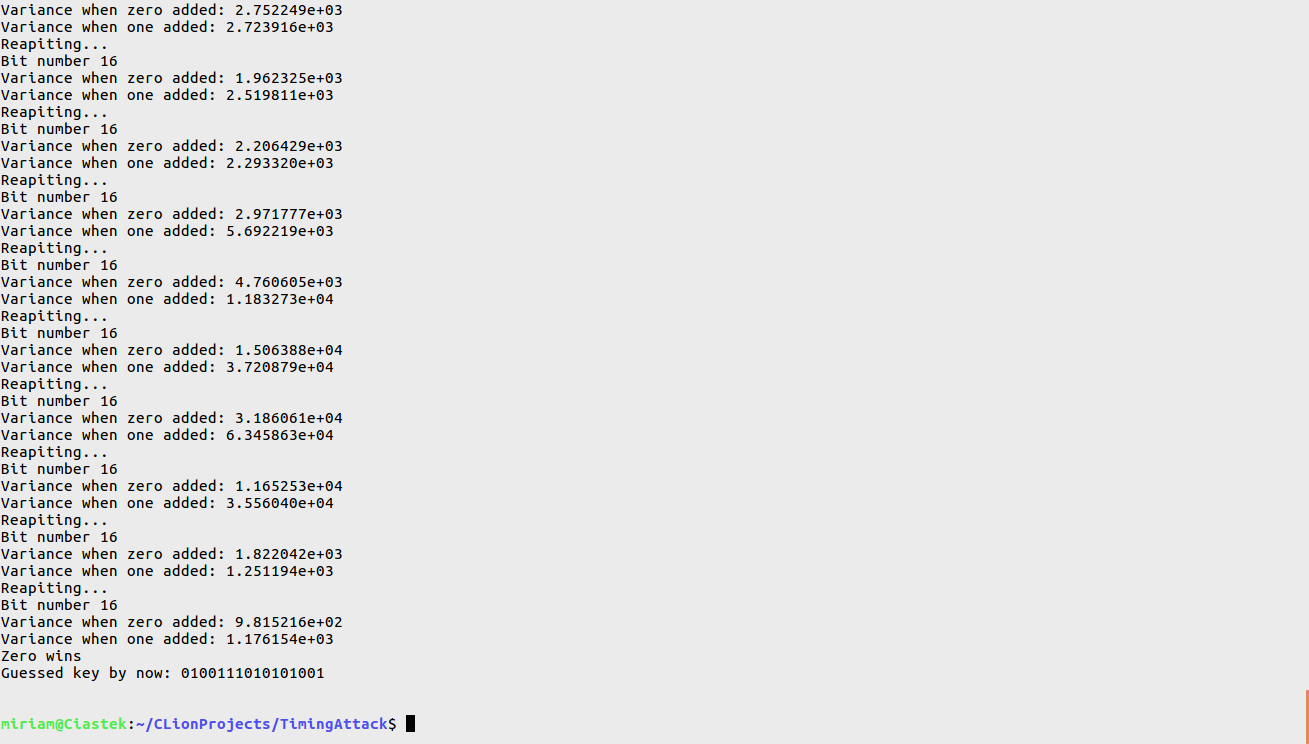 Variance when zero added: 2.752249e+03
Variance when one added: 2.723916e+03
Reapiting...
Bit number 16
Variance when zero added: 1.962325e+03
Variance when one added: 2.519811e+03
Reapiting...
Bit number 16
Variance when zero added: 2.206429e+03
Variance when one added: 2.293320e+03
Reapiting...
Bit number 16
Variance when zero added: 2.971777e+03
Variance when one added: 5.692219e+03
Reapiting...
Bit number 16
Variance when zero added: 4.760605e+03
Variance when one added: 1.183273e+04
Reapiting...
Bit number 16
Variance when zero added: 1.506388e+04
Variance when one added: 3.720879e+04
Reapiting...
Bit number 16
Variance when zero added: 3.186061e+04
Variance when one added: 6.345863e+04
Reapiting...
Bit number 16
Variance when zero added: 1.165253e+04
Variance when one added: 3.556040e+04
Reapiting...
Bit number 16
Variance when zero added: 1.822042e+03
Variance when one added: 1.251194e+03
Reapiting...
Bit number 16
Variance when zero added: 9.815216e+02
Variance when one added: 1.176154e+03
Zero wins
Guessed key by now: 0100111010101001
miriam@Ciastek:~/CLionProjects/TimingAttack$